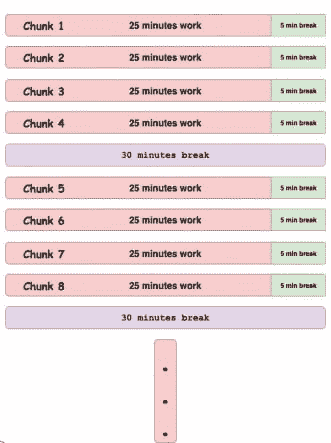 Chunk 1 25 minutes work 5 min break
Chunk 2 25 minutes work 5 min break
Chunk 3 25 minutes work 5 min break
Chunk 4 25 minutes work 5 min break
30 minutes break
Chunk 5 25 minutes work 5 min break
Chunk 6 25 minutes work 5 min break
Chunk 7 25 minutes work 5 min break
Chunk 8 25 minutes work 5 min break
30 minutes break